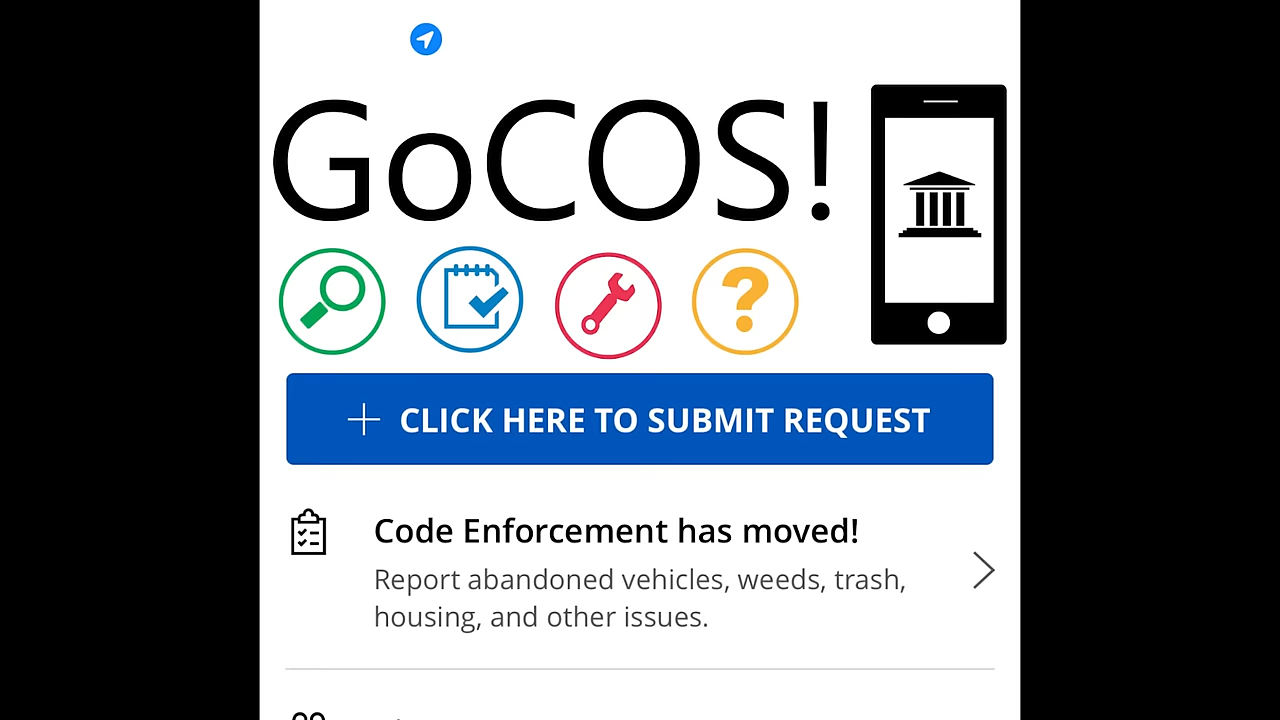 GoCOS!
CLICK HERE TO SUBMIT REQUEST
Code Enforcement has moved!
Report abandoned vehicles, weeds, trash,
housing, and other issues.